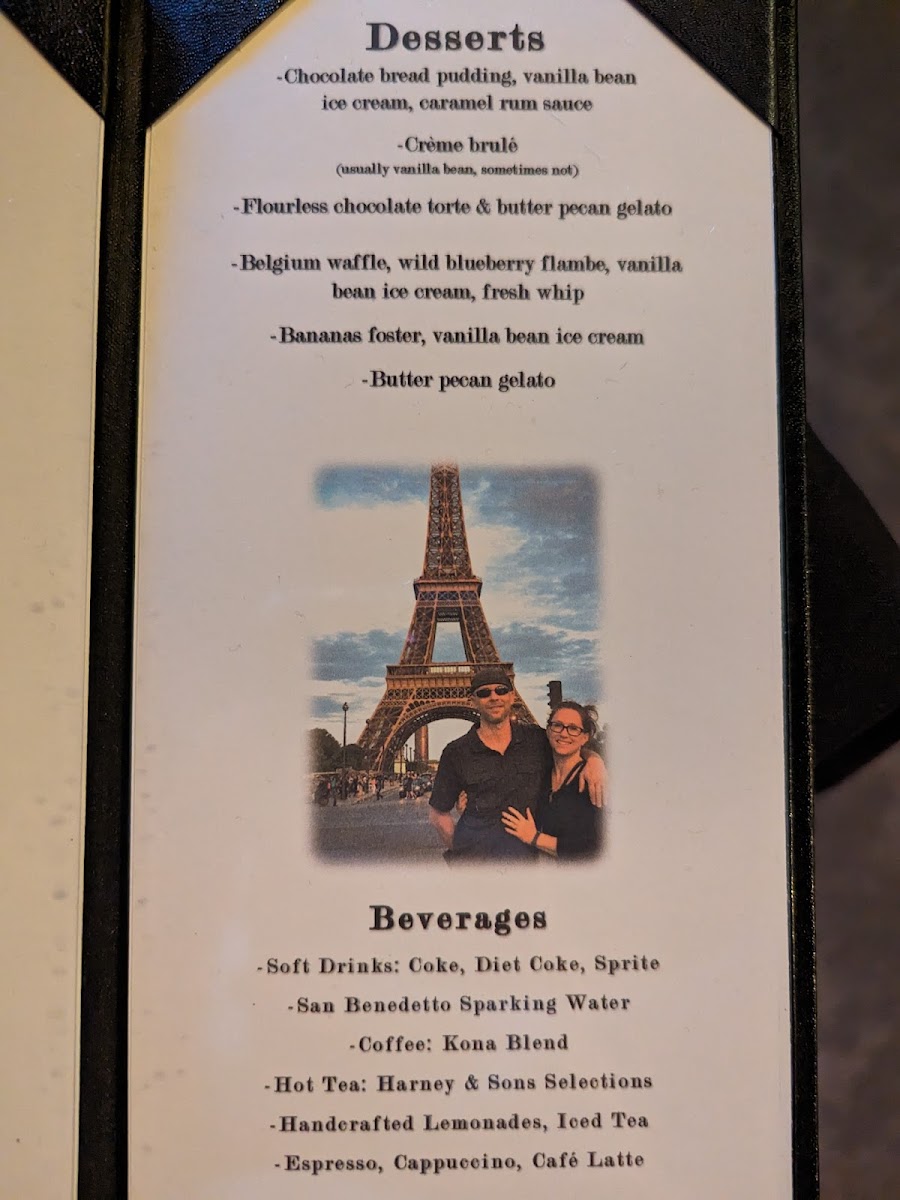 Desserts
-Chocolate bread pudding, vanilla bean
ice cream, caramel rum sauce
-Crème brulé
(usually vanilla bean, sometimes not)
-Flourless chocolate torte & butter pecan gelato
-Belgium waffle, wild blueberry flambe, vanilla
bean ice cream, fresh whip
-Bananas foster, vanilla bean ice cream
-Butter pecan gelato
Beverages
-Soft Drinks: Coke, Diet Coke, Sprite
-San Benedetto Sparking Water
-Coffee: Kona Blend
-Hot Tea: Harney & Sons Selections
-Handcrafted Lemonades, Iced Tea
-Espresso, Cappuccino, Café Latte